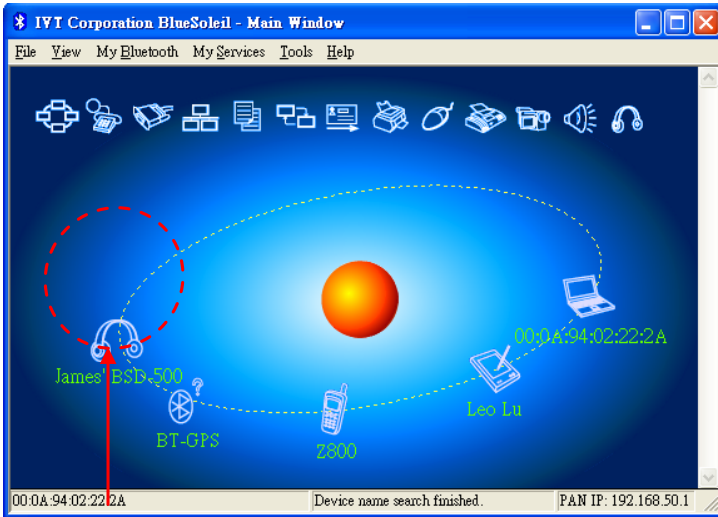 IVT Corporation BlueSoleil - Main Window
File View My Bluetooth My Services Tools Help
00:0A:94:02:22:2A
James' BSD-500
Leo Lu
BT-GPS
?
Z800
00:0A:94:02:22:2A Device name search finished. PAN IP: 192.168.50.1